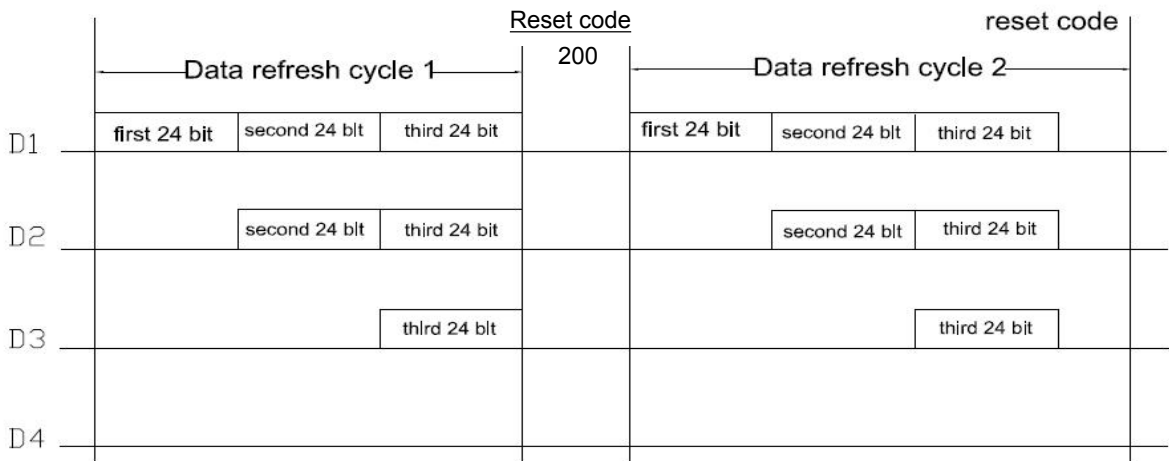 Reset code
200
reset code
Data refresh cycle 1
Data refresh cycle 2
D1
first 24 bit
second 24 blt
third 24 bit
first 24 bit
second 24 blt
third 24 bit
D2
second 24 blt
third 24 bit
second 24 blt
third 24 bit
D3
thlrd 24 blt
third 24 bit
D4